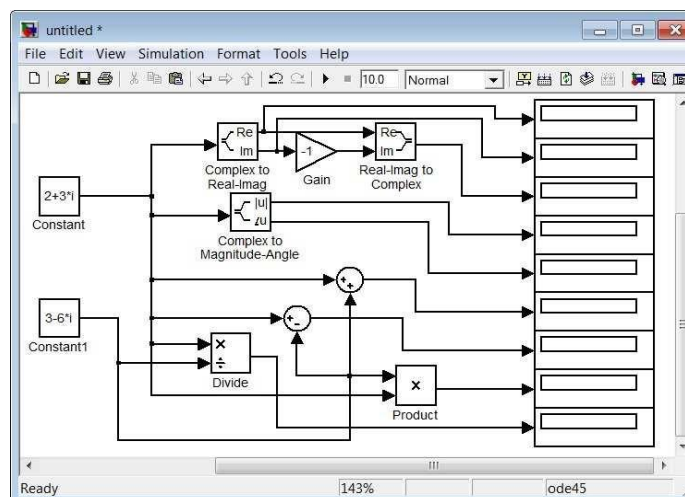 untitled *
File Edit View Simulation Format Tools Help
10.0 Normal
Re Re
Im -1 Im
Complex to
Real-Imag
Gain
Real-Imag to
Complex
2+3*i
Constant
|u|
∠u
Complex to
Magnitude-Angle
+
+
3-6*i
Constant1
+
-
×
÷
Divide
×
Product
Ready 143% ode45